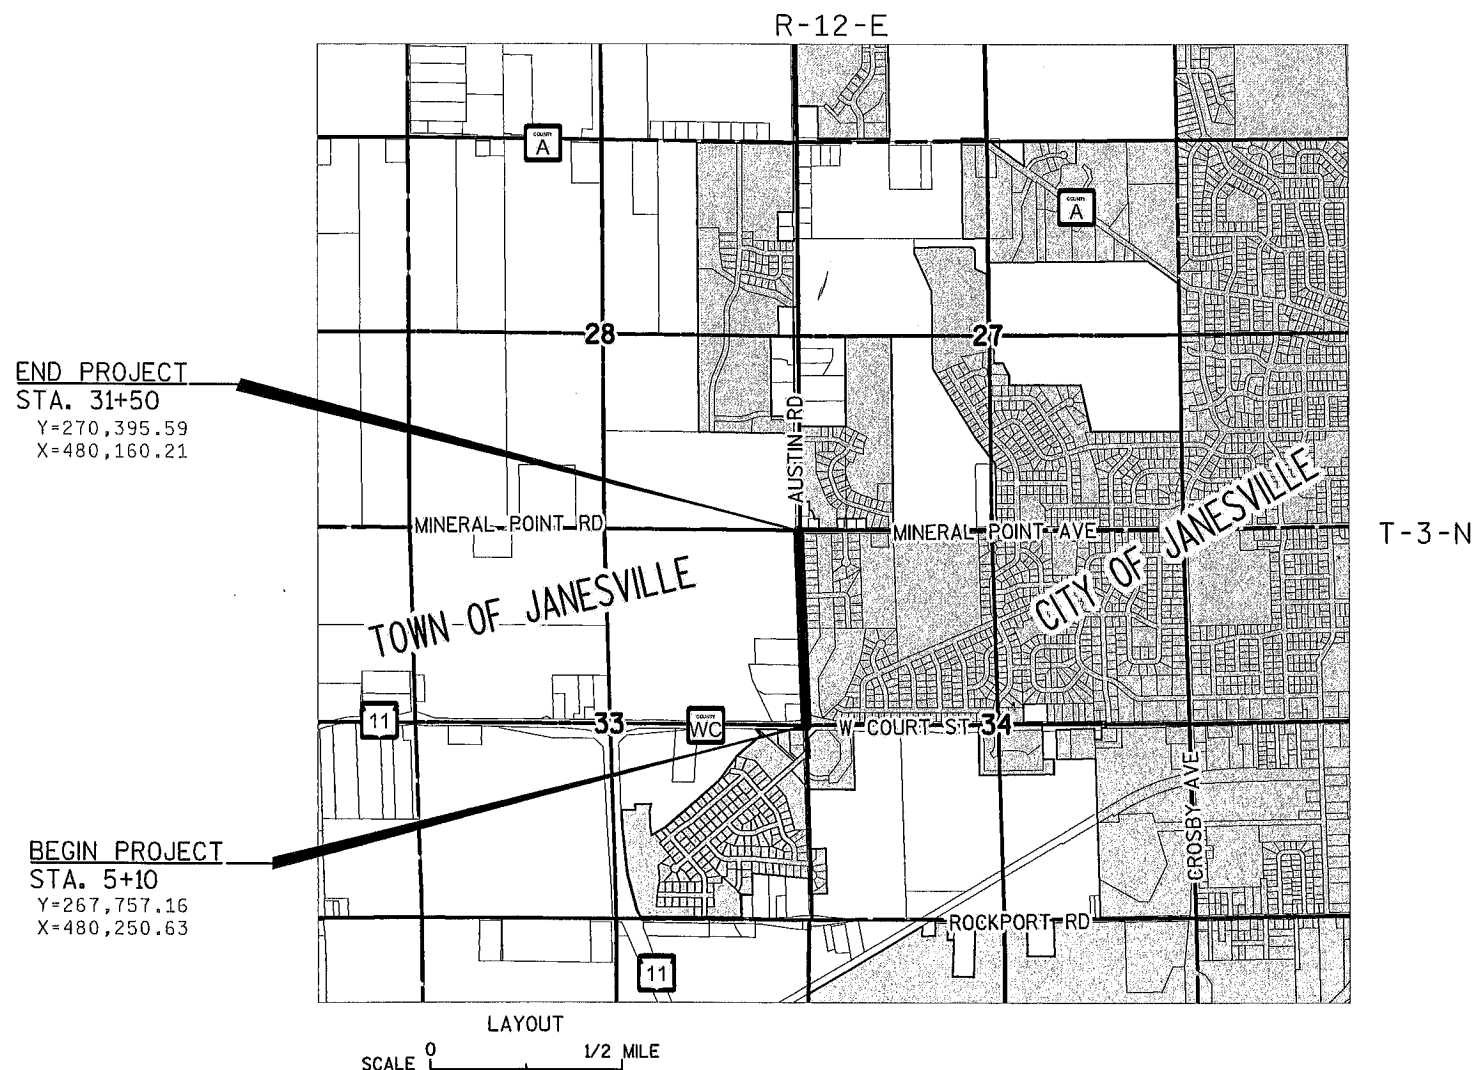 R-12-E
COUNTY
A
COUNTY
A
28
27
END PROJECT
STA. 31+50
Y=270,395.59
X=480,160.21
AUSTIN RD
MINERAL POINT RD
MINERAL POINT AVE
T-3-N
TOWN OF JANESVILLE
CITY OF JANESVILLE
11
33
COUNTY
WC
W COURT ST
34
CROSBY AVE
BEGIN PROJECT
STA. 5+10
Y=267,757.16
X=480,250.63
ROCKPORT RD
11
LAYOUT
SCALE 0 1/2 MILE